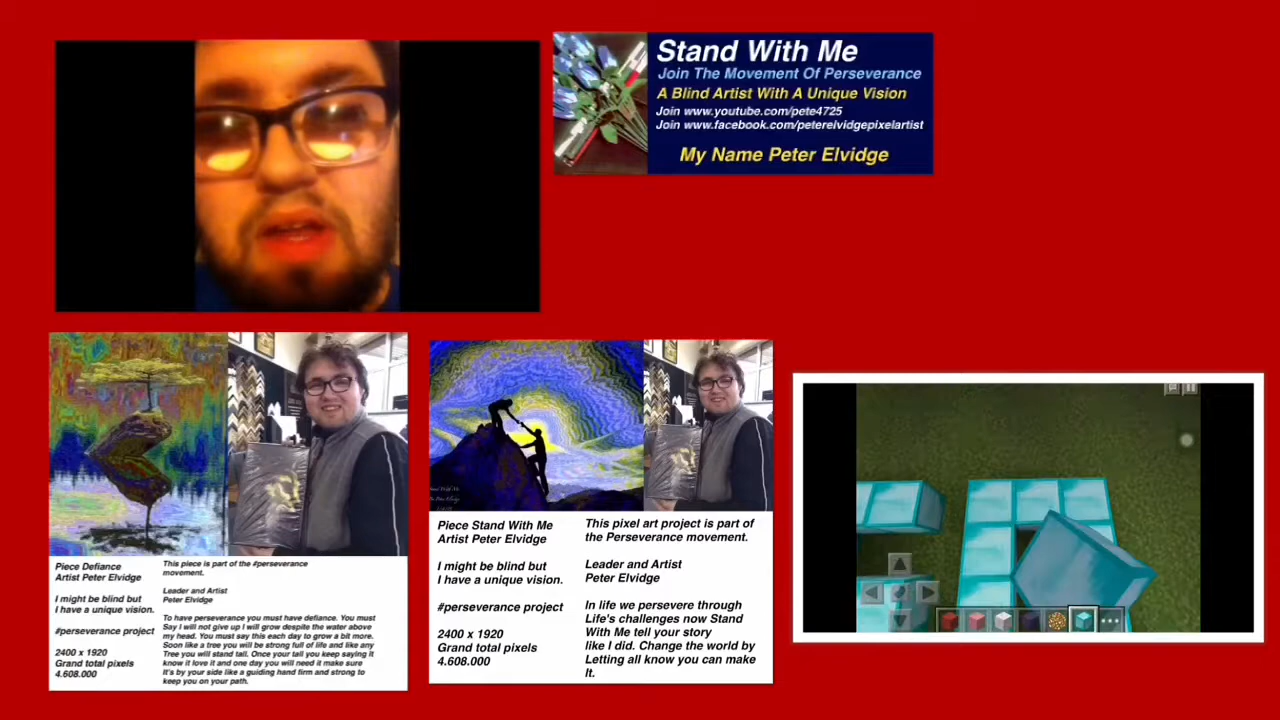 Stand With Me
Join The Movement Of Perseverance
A Blind Artist With A Unique Vision
Join www.youtube.com/pete4725
Join www.facebook.com/peterelvidgepixelartist
My Name Peter Elvidge
Piece Defiance
Artist Peter Elvidge
I might be blind but
I have a unique vision.
#perseverance project
2400 x 1920
Grand total pixels
4.608.000
This piece is part of the #perseverance
movement.
Leader and Artist
Peter Elvidge
To have perseverance you must have defiance. You must
Say I will not give up I will grow despite the water above
my head. You must say this each day to grow a bit more.
Soon like a tree you will be strong full of life and like any
Tree you will stand tall. Once your tall you keep saying it
know it love it and one day you will need it make sure
It's by your side like a guiding hand firm and strong to
keep you on your path.
Piece Stand With Me
Artist Peter Elvidge
I might be blind but
I have a unique vision.
#perseverance project
2400 x 1920
Grand total pixels
4.608.000
This pixel art project is part of
the Perseverance movement.
Leader and Artist
Peter Elvidge
In life we persevere through
Life's challenges now Stand
With Me tell your story
like I did. Change the world by
Letting all know you can make
It.